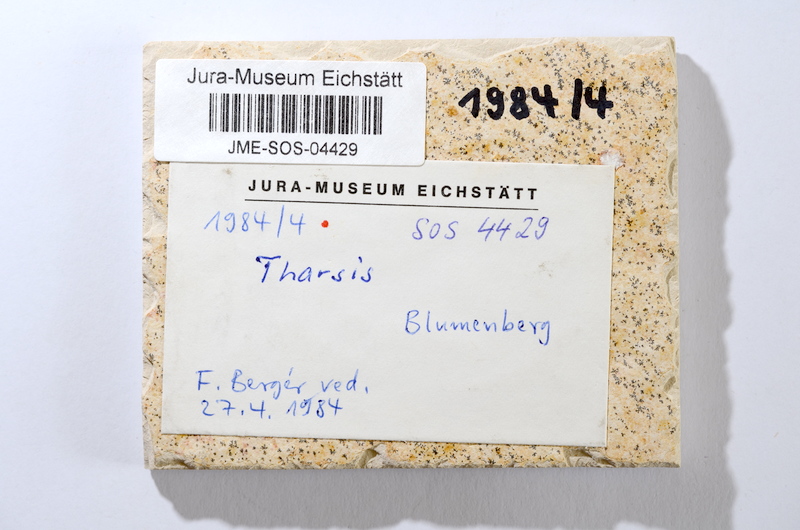 Jura-Museum Eichstätt
JME-SOS-04429
1984/4
JURA-MUSEUM EICHSTÄTT
1984/4 SOS 4429
Tharsis
Blumenberg
F. Bergér ved.
27.4. 1984